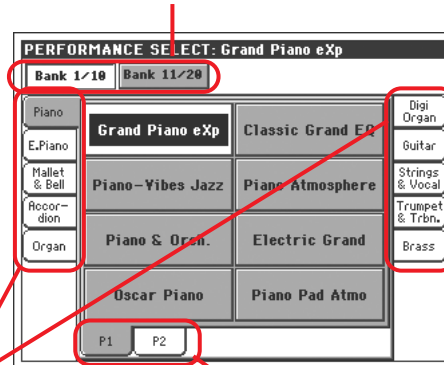 PERFORMANCE SELECT: Grand Piano eXp
Bank 1/10
Bank 11/20
Piano
E.Piano
Mallet
& Bell
Accor-
dion
Organ
Grand Piano eXp
Classic Grand EQ
Piano-Vibes Jazz
Piano Atmosphere
Piano & Orch.
Electric Grand
Oscar Piano
Piano Pad Atmo
Digi
Organ
Guitar
Strings
& Vocal
Trumpet
& Trbn.
Brass
P1
P2